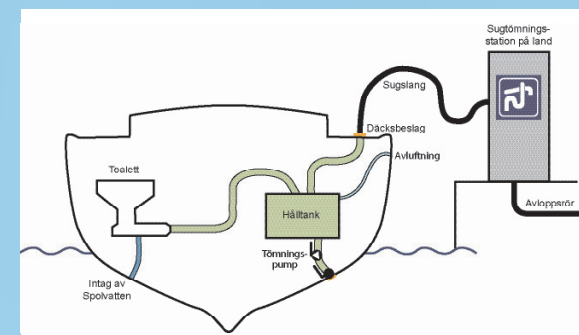 Sugtömnings-
station på land
Sugslang
Däcksbeslag
Avluftning
Toalett
Hålltank
Avloppsrör
Tömnings-
pump
Intag av
Spolvatten